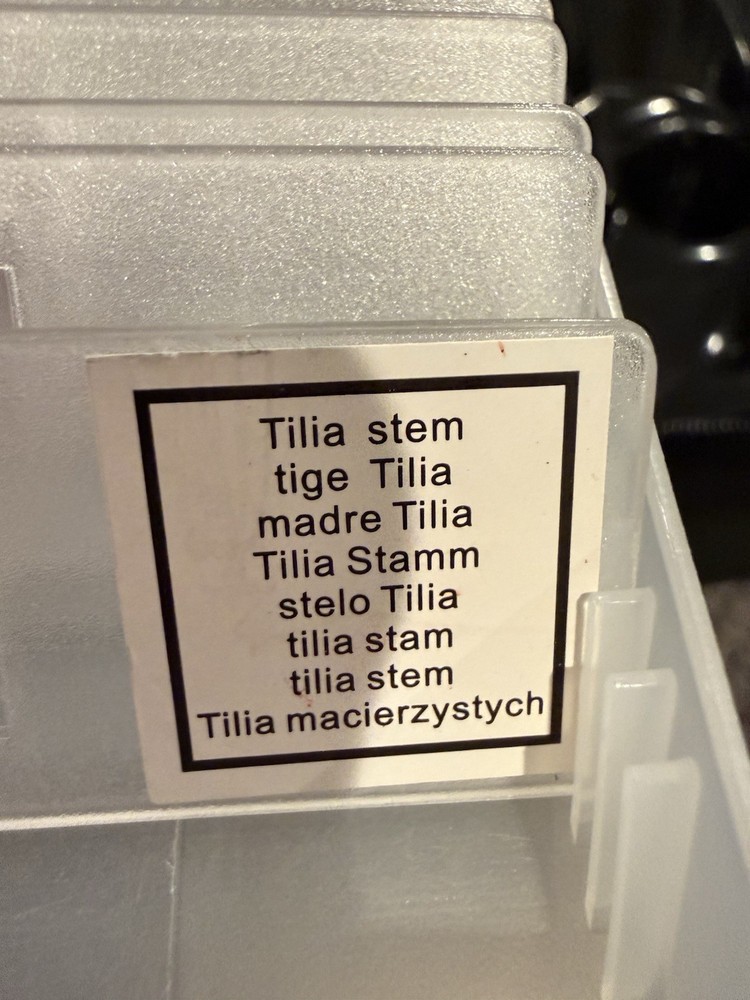 Tilia stem
tige Tilia
madre Tilia
Tilia Stamm
stelo Tilia
tilia stam
tilia stem
Tilia macierzystych